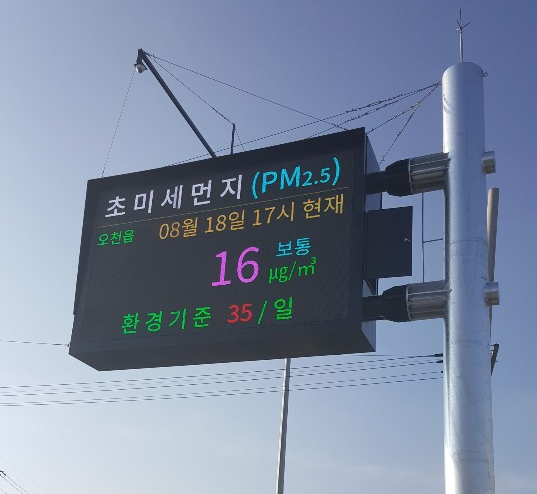 초미세먼지 (PM2.5)
오천읍 08월 18일 17시 현재
16 보통
µg/㎥
환경기준 35 / 일